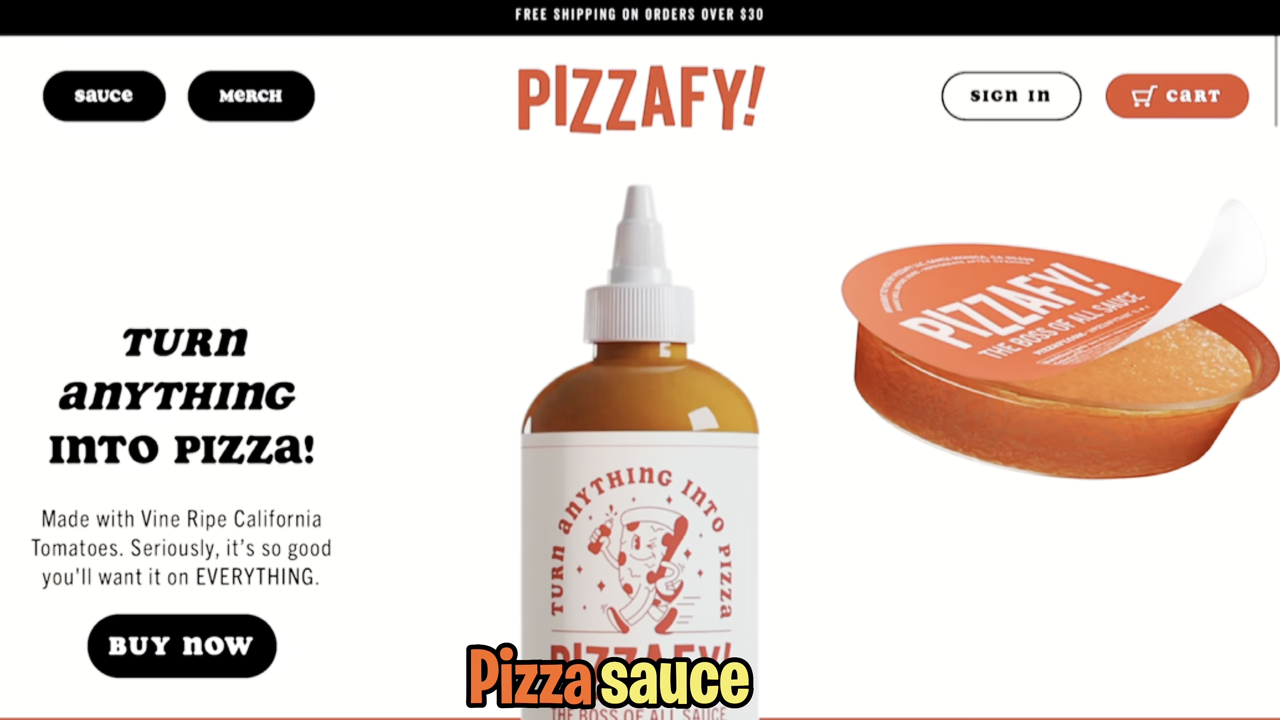 FREE SHIPPING ON ORDERS OVER $30
sauce
MERCH
PIZZAFY!
SIGN IN
CART
TURN
anYTHING
INTO PIZZa!
Made with Vine Ripe California
Tomatoes. Seriously, it's so good
you'll want it on EVERYTHING.
BUY NOW
PIZZAFY!
THE BOSS OF ALL SAUCE
TURN anYTHING INTO PIZZa
PIZZAFY!
THE BOSS OF ALL SAUCE
Pizza sauce